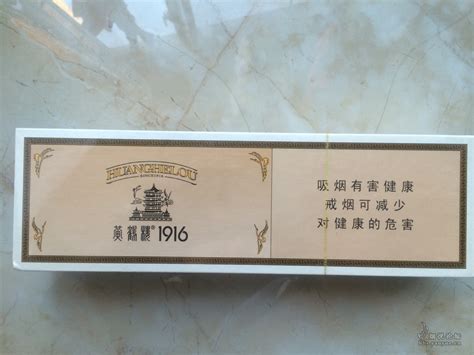 HUANGHELOU
黄鹤楼® 1916
吸烟有害健康
戒烟可减少
对健康的危害